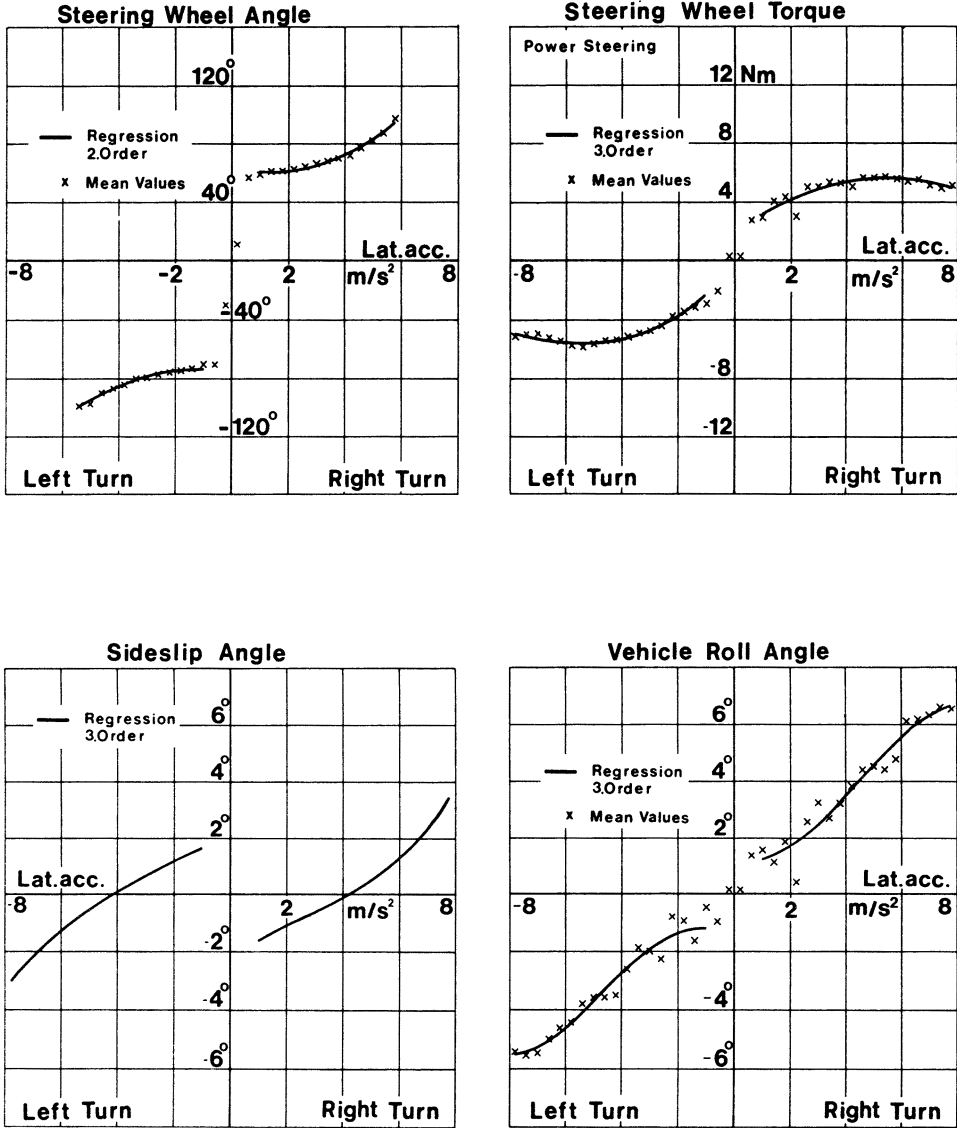 Steering Wheel Angle
120°
Regression
2.Order
x Mean Values
40°
Lat.acc.
-8 -2 2 m/s² 8
-40°
-120°
Left Turn Right Turn
Steering Wheel Torque
Power Steering
12 Nm
8
Regression
3.Order
x Mean Values
4
Lat.acc.
-8 2 m/s² 8
-8
-12
Left Turn Right Turn
Sideslip Angle
6°
Regression
3.Order
4°
2°
Lat.acc.
-8 2 m/s² 8
-2°
-4°
-6°
Left Turn Right Turn
Vehicle Roll Angle
6°
Regression
3.Order
4°
x Mean Values
2°
Lat.acc.
-8 2 m/s² 8
-4°
-6°
Left Turn Right Turn